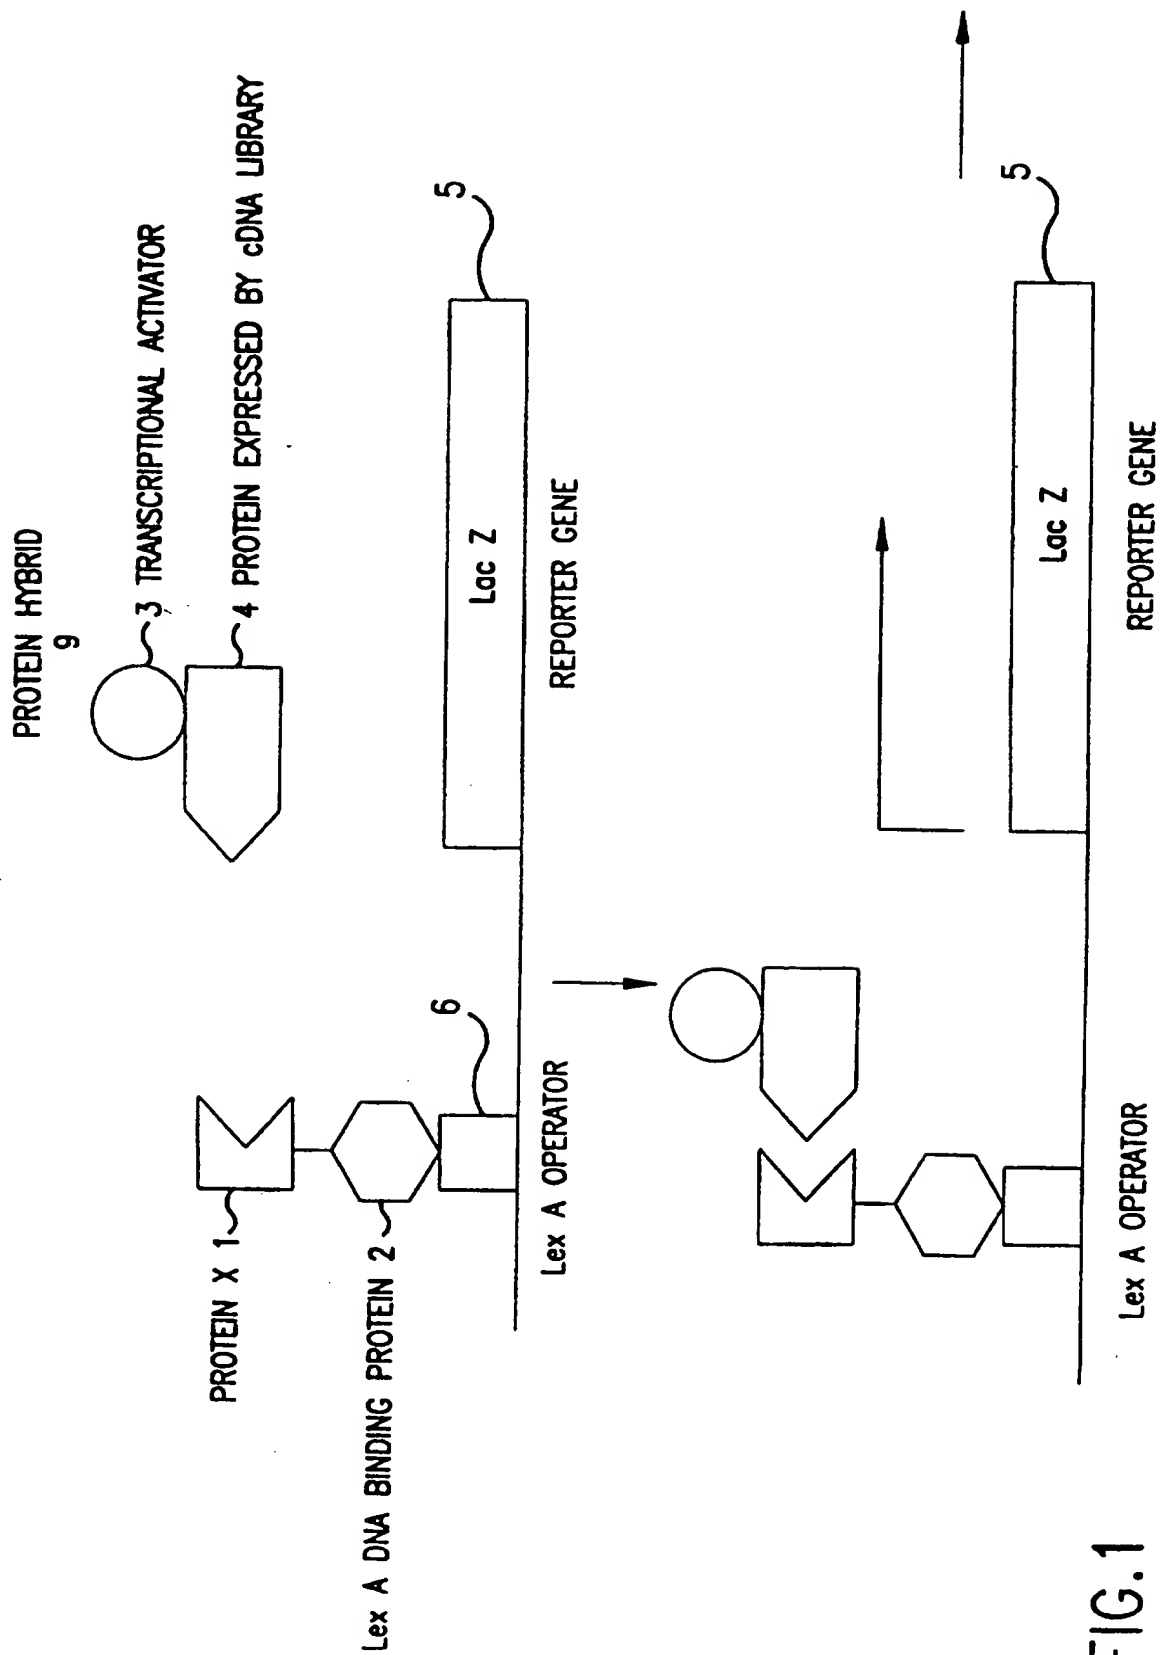 PROTEIN HYBRID
9
3 TRANSCRIPTIONAL ACTIVATOR
4 PROTEIN EXPRESSED BY cDNA LIBRARY
PROTEIN X 1
Lex A DNA BINDING PROTEIN 2
6
5
Lac Z
Lex A OPERATOR
REPORTER GENE
5
Lac Z
Lex A OPERATOR
REPORTER GENE
FIG.1